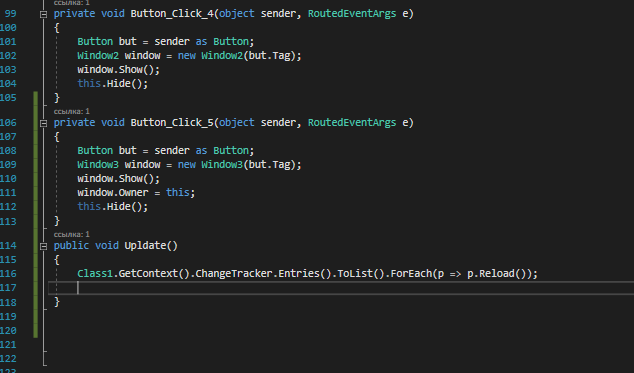 ссылка: 1
99 private void Button_Click_4(object sender, RoutedEventArgs e)
100 {
101 Button but = sender as Button;
102 Window2 window = new Window2(but.Tag);
103 window.Show();
104 this.Hide();
105 }
ссылка: 1
106 private void Button_Click_5(object sender, RoutedEventArgs e)
107 {
108 Button but = sender as Button;
109 Window3 window = new Window3(but.Tag);
110 window.Show();
111 window.Owner = this;
112 this.Hide();
113 }
ссылка: 1
114 public void Upldate()
115 {
116 Class1.GetContext().ChangeTracker.Entries().ToList().ForEach(p => p.Reload());
117
118 }
119
120
121
122
123